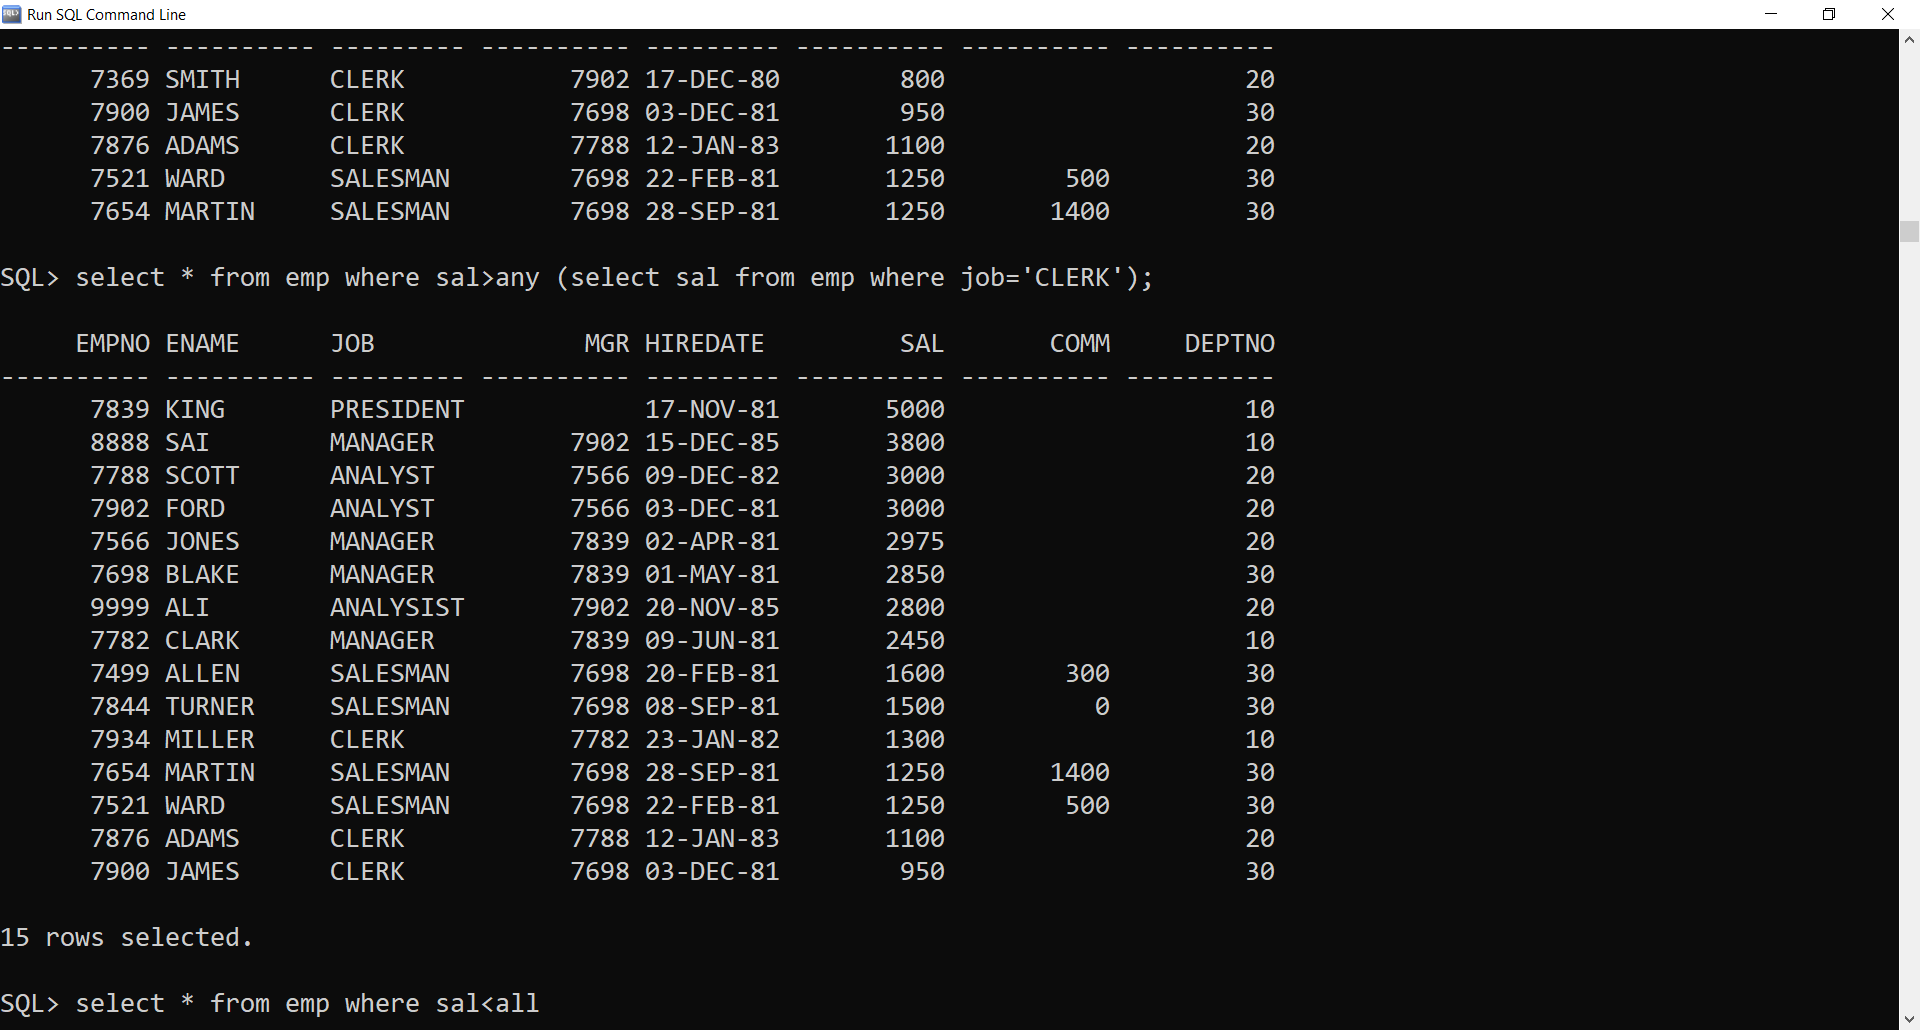 Run SQL Command Line
---------- ---------- --------- ---------- --------- ---------- ---------- ----------
      7369 SMITH      CLERK           7902 17-DEC-80        800                    20
      7900 JAMES      CLERK           7698 03-DEC-81        950                    30
      7876 ADAMS      CLERK           7788 12-JAN-83       1100                    20
      7521 WARD       SALESMAN        7698 22-FEB-81       1250        500         30
      7654 MARTIN     SALESMAN        7698 28-SEP-81       1250       1400         30
SQL> select * from emp where sal>any (select sal from emp where job='CLERK');
     EMPNO ENAME      JOB              MGR HIREDATE         SAL       COMM     DEPTNO
---------- ---------- --------- ---------- --------- ---------- ---------- ----------
      7839 KING       PRESIDENT            17-NOV-81       5000                    10
      8888 SAI        MANAGER         7902 15-DEC-85       3800                    10
      7788 SCOTT      ANALYST         7566 09-DEC-82       3000                    20
      7902 FORD       ANALYST         7566 03-DEC-81       3000                    20
      7566 JONES      MANAGER         7839 02-APR-81       2975                    20
      7698 BLAKE      MANAGER         7839 01-MAY-81       2850                    30
      9999 ALI        ANALYSIST       7902 20-NOV-85       2800                    20
      7782 CLARK      MANAGER         7839 09-JUN-81       2450                    10
      7499 ALLEN      SALESMAN        7698 20-FEB-81       1600        300         30
      7844 TURNER     SALESMAN        7698 08-SEP-81       1500          0         30
      7934 MILLER     CLERK           7782 23-JAN-82       1300                    10
      7654 MARTIN     SALESMAN        7698 28-SEP-81       1250       1400         30
      7521 WARD       SALESMAN        7698 22-FEB-81       1250        500         30
      7876 ADAMS      CLERK           7788 12-JAN-83       1100                    20
      7900 JAMES      CLERK           7698 03-DEC-81        950                    30
15 rows selected.
SQL> select * from emp where sal<all